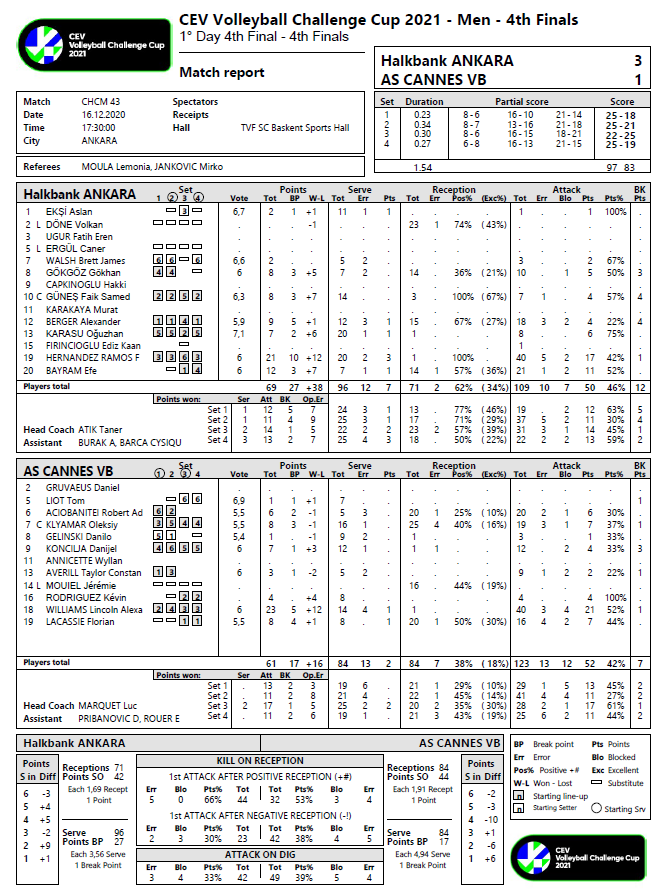 CEV
Volleyball Challenge Cup
2021
CEV Volleyball Challenge Cup 2021 - Men - 4th Finals
1° Day 4th Final - 4th Finals
Match report
Halkbank ANKARA 3
AS CANNES VB 1
Match CHCM 43 Spectators
Date 16.12.2020 Receipts
Time 17:30:00 Hall TVF SC Baskent Sports Hall
City ANKARA
Referees MOULA Lemonia, JANKOVIC Mirko
Set Duration Partial score Score
1 0.23 8-6 16-10 21-14 25-18
2 0.34 8-7 13-16 21-18 25-21
3 0.30 8-6 16-15 18-21 22-25
4 0.27 6-8 16-13 21-15 25-19
1.54 97 83
Halkbank ANKARA Set Points Serve Reception Attack BK
1 2 3 4 Vote Tot BP W-L Tot Err Pts Tot Err Pos% (Exc%) Tot Err Blo Pts Pts% Pts
1 EKŞİ Aslan 3 6,7 2 1 +1 11 1 1 . . . . 1 . . 1 100% .
2 L DÖNE Volkan . . -1 . . . 23 1 74% (43%) . . . . . .
3 UGUR Fatih Eren
5 L ERGÜL Caner
7 WALSH Brett James 6 6 6 6,6 2 . . 5 2 . . . . . 3 . . 2 67% .
8 GÖKGÖZ Gökhan 4 4 6 8 3 +5 7 2 . 14 . 36% (21%) 10 . 1 5 50% 3
9 CAPKINOGLU Hakki
10 C GÜNEŞ Faik Samed 2 2 5 2 6,3 8 3 +7 14 . . 3 . 100% (67%) 7 1 . 4 57% 4
11 KARAKAYA Murat
12 BERGER Alexander 1 1 4 1 5,9 9 5 +1 12 3 1 15 . 67% (27%) 18 3 2 4 22% 4
13 KARASU Oğuzhan 5 5 2 5 7,1 7 2 +6 20 1 1 1 . . . 8 . . 6 75% .
15 FIRINCIOGLU Ediz Kaan . . . . . . . . . . 1 . . . . .
19 HERNANDEZ RAMOS F 3 3 6 3 6 21 10 +12 20 2 3 1 . 100% . 40 5 2 17 42% 1
20 BAYRAM Efe 1 4 6 12 3 +7 7 1 1 14 1 57% (36%) 21 1 2 11 52% .
Players total 69 27 +38 96 12 7 71 2 62% (34%) 109 10 7 50 46% 12
Points won: Ser Att BK Op.Er
Set 1 1 12 5 7 24 3 1 13 . 77% (46%) 19 . 2 12 63% 5
Set 2 1 11 4 9 25 3 1 17 . 71% (29%) 37 5 2 11 30% 4
Head Coach ATIK Taner Set 3 2 14 1 5 22 2 2 23 2 57% (39%) 31 3 1 14 45% 1
Assistant BURAK A, BARCA CYSIQU Set 4 3 13 2 7 25 4 3 18 . 50% (22%) 22 2 2 13 59% 2
AS CANNES VB Set Points Serve Reception Attack BK
1 2 3 4 Vote Tot BP W-L Tot Err Pts Tot Err Pos% (Exc%) Tot Err Blo Pts Pts% Pts
2 GRUVAEUS Daniel
5 LIOT Tom 6 6 6,9 1 1 +1 7 . . . . . . . . . . . 1
6 ACIOBANITEI Robert Ad 6 2 5,5 6 2 -1 5 3 . 20 1 25% (10%) 20 2 1 6 30% .
7 C KLYAMAR Oleksiy 3 5 4 4 5,5 8 3 -1 16 1 . 25 4 40% (16%) 19 3 1 7 37% 1
8 GELINSKI Danilo 5 1 5,4 1 . -1 9 2 . 1 . . . 3 . . 1 33% .
9 KONCILJA Danijel 4 6 5 5 6 7 1 +3 12 1 . 1 1 . . 12 . 2 4 33% 3
11 ANNICETTE Wyllan
13 AVERILL Taylor Constan 1 3 6 3 1 -2 5 2 . . . . . 9 1 2 2 22% 1
14 L MOUIEL Jérémie . . . . . . 16 . 44% (19%) . . . . . .
16 RODRIGUEZ Kévin 2 2 . 4 . +4 8 . . . . . . 4 . . 4 100% .
18 WILLIAMS Lincoln Alexa 2 4 3 3 6 23 5 +12 14 4 1 1 . . . 40 3 4 21 52% 1
19 LACASSIE Florian 1 1 5,5 8 4 +1 8 . 1 20 1 50% (30%) 16 4 2 7 44% .
Players total 61 17 +16 84 13 2 84 7 38% (18%) 123 13 12 52 42% 7
Points won: Ser Att BK Op.Er
Set 1 . 13 2 3 19 6 . 21 1 29% (10%) 29 1 5 13 45% 2
Set 2 . 11 2 8 21 4 . 22 1 45% (14%) 41 4 4 11 27% 2
Head Coach MARQUET Luc Set 3 2 17 1 5 25 2 2 20 2 35% (30%) 28 2 1 17 61% 1
Assistant PRIBANOVIC D, ROUER E Set 4 . 11 2 6 19 1 . 21 3 43% (19%) 25 6 2 11 44% 2
Halkbank ANKARA AS CANNES VB
Points
S in Diff
6 -3
5 +4
4 +5
3 -2
2 +9
1 +1
Receptions 71
Points SO 42
Each 1,69 Recept
1 Point
Serve 96
Points BP 27
Each 3,56 Serve
1 Break Point
KILL ON RECEPTION
1st ATTACK AFTER POSITIVE RECEPTION (+#)
Err Blo Pts% Tot Tot Pts% Blo Err
5 0 66% 44 32 53% 3 4
1st ATTACK AFTER NEGATIVE RECEPTION (-!)
Err Blo Pts% Tot Tot Pts% Blo Err
2 3 30% 23 42 38% 4 5
ATTACK ON DIG
Err Blo Pts% Tot Tot Pts% Blo Err
3 4 33% 42 49 39% 5 4
Receptions 84
Points SO 44
Each 1,91 Recept
1 Point
Serve 84
Points BP 17
Each 4,94 Serve
1 Break Point
Points
S in Diff
6 -2
5 -3
4 -10
3 +1
2 -6
1 +6
BP Break point Pts Points
Err Error Blo Blocked
Pos% Positive +# Exc Excellent
W-L Won - Lost Substitute
n Starting line-up
n Starting Setter Starting Srv
CEV
Volleyball Challenge Cup
2021